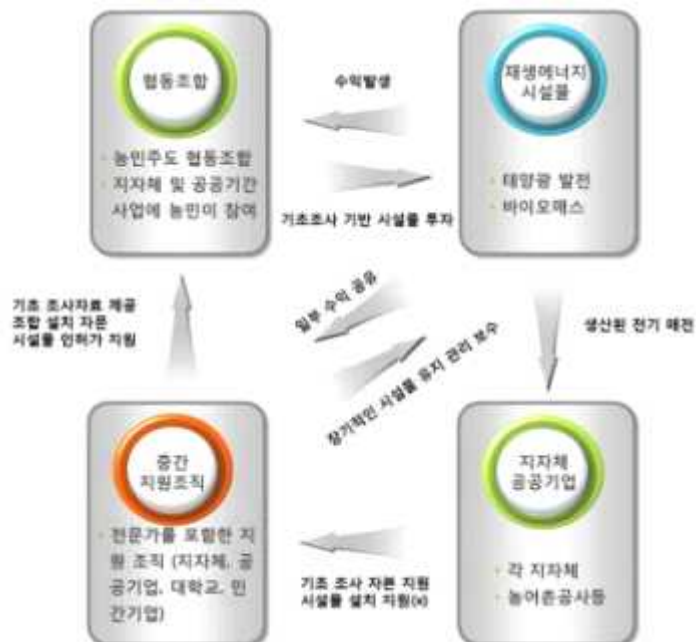 협동조합
· 농민주도 협동조합
· 지자체 및 공공기간
사업에 농민이 참여
수익발생
기초조사 기반 시설물 투자
재생에너지
시설물
· 태양광 발전
· 바이오매스
기초 조사자료 제공
조합 설치 자문
시설물 인허가 지원
일부 수익 공유
장기적인 시설물 유지 관리 보수
생산된 전기 매전
중간
지원조직
· 전문가를 포함한 지
원 조직 (지자체, 공
공기업, 대학교, 민
간기업)
기초 조사 자본 지원
시설물 설치 지원(x)
지자체
공공기업
· 각 지자체
· 농어촌공사등